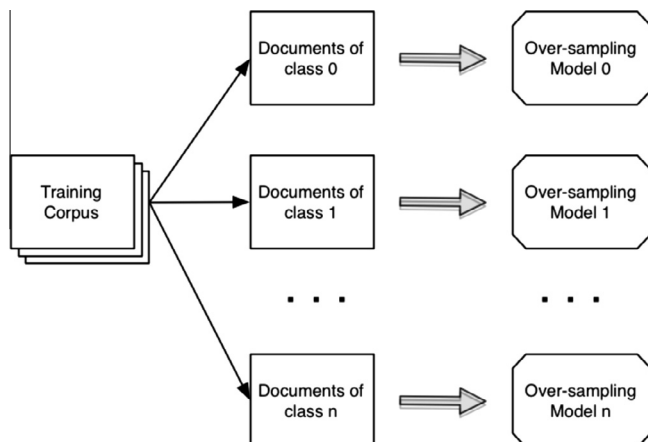 Training
Corpus
Documents of
class 0
Over-sampling
Model 0
Documents of
class 1
Over-sampling
Model 1
. . .
. . .
Documents of
class n
Over-sampling
Model n